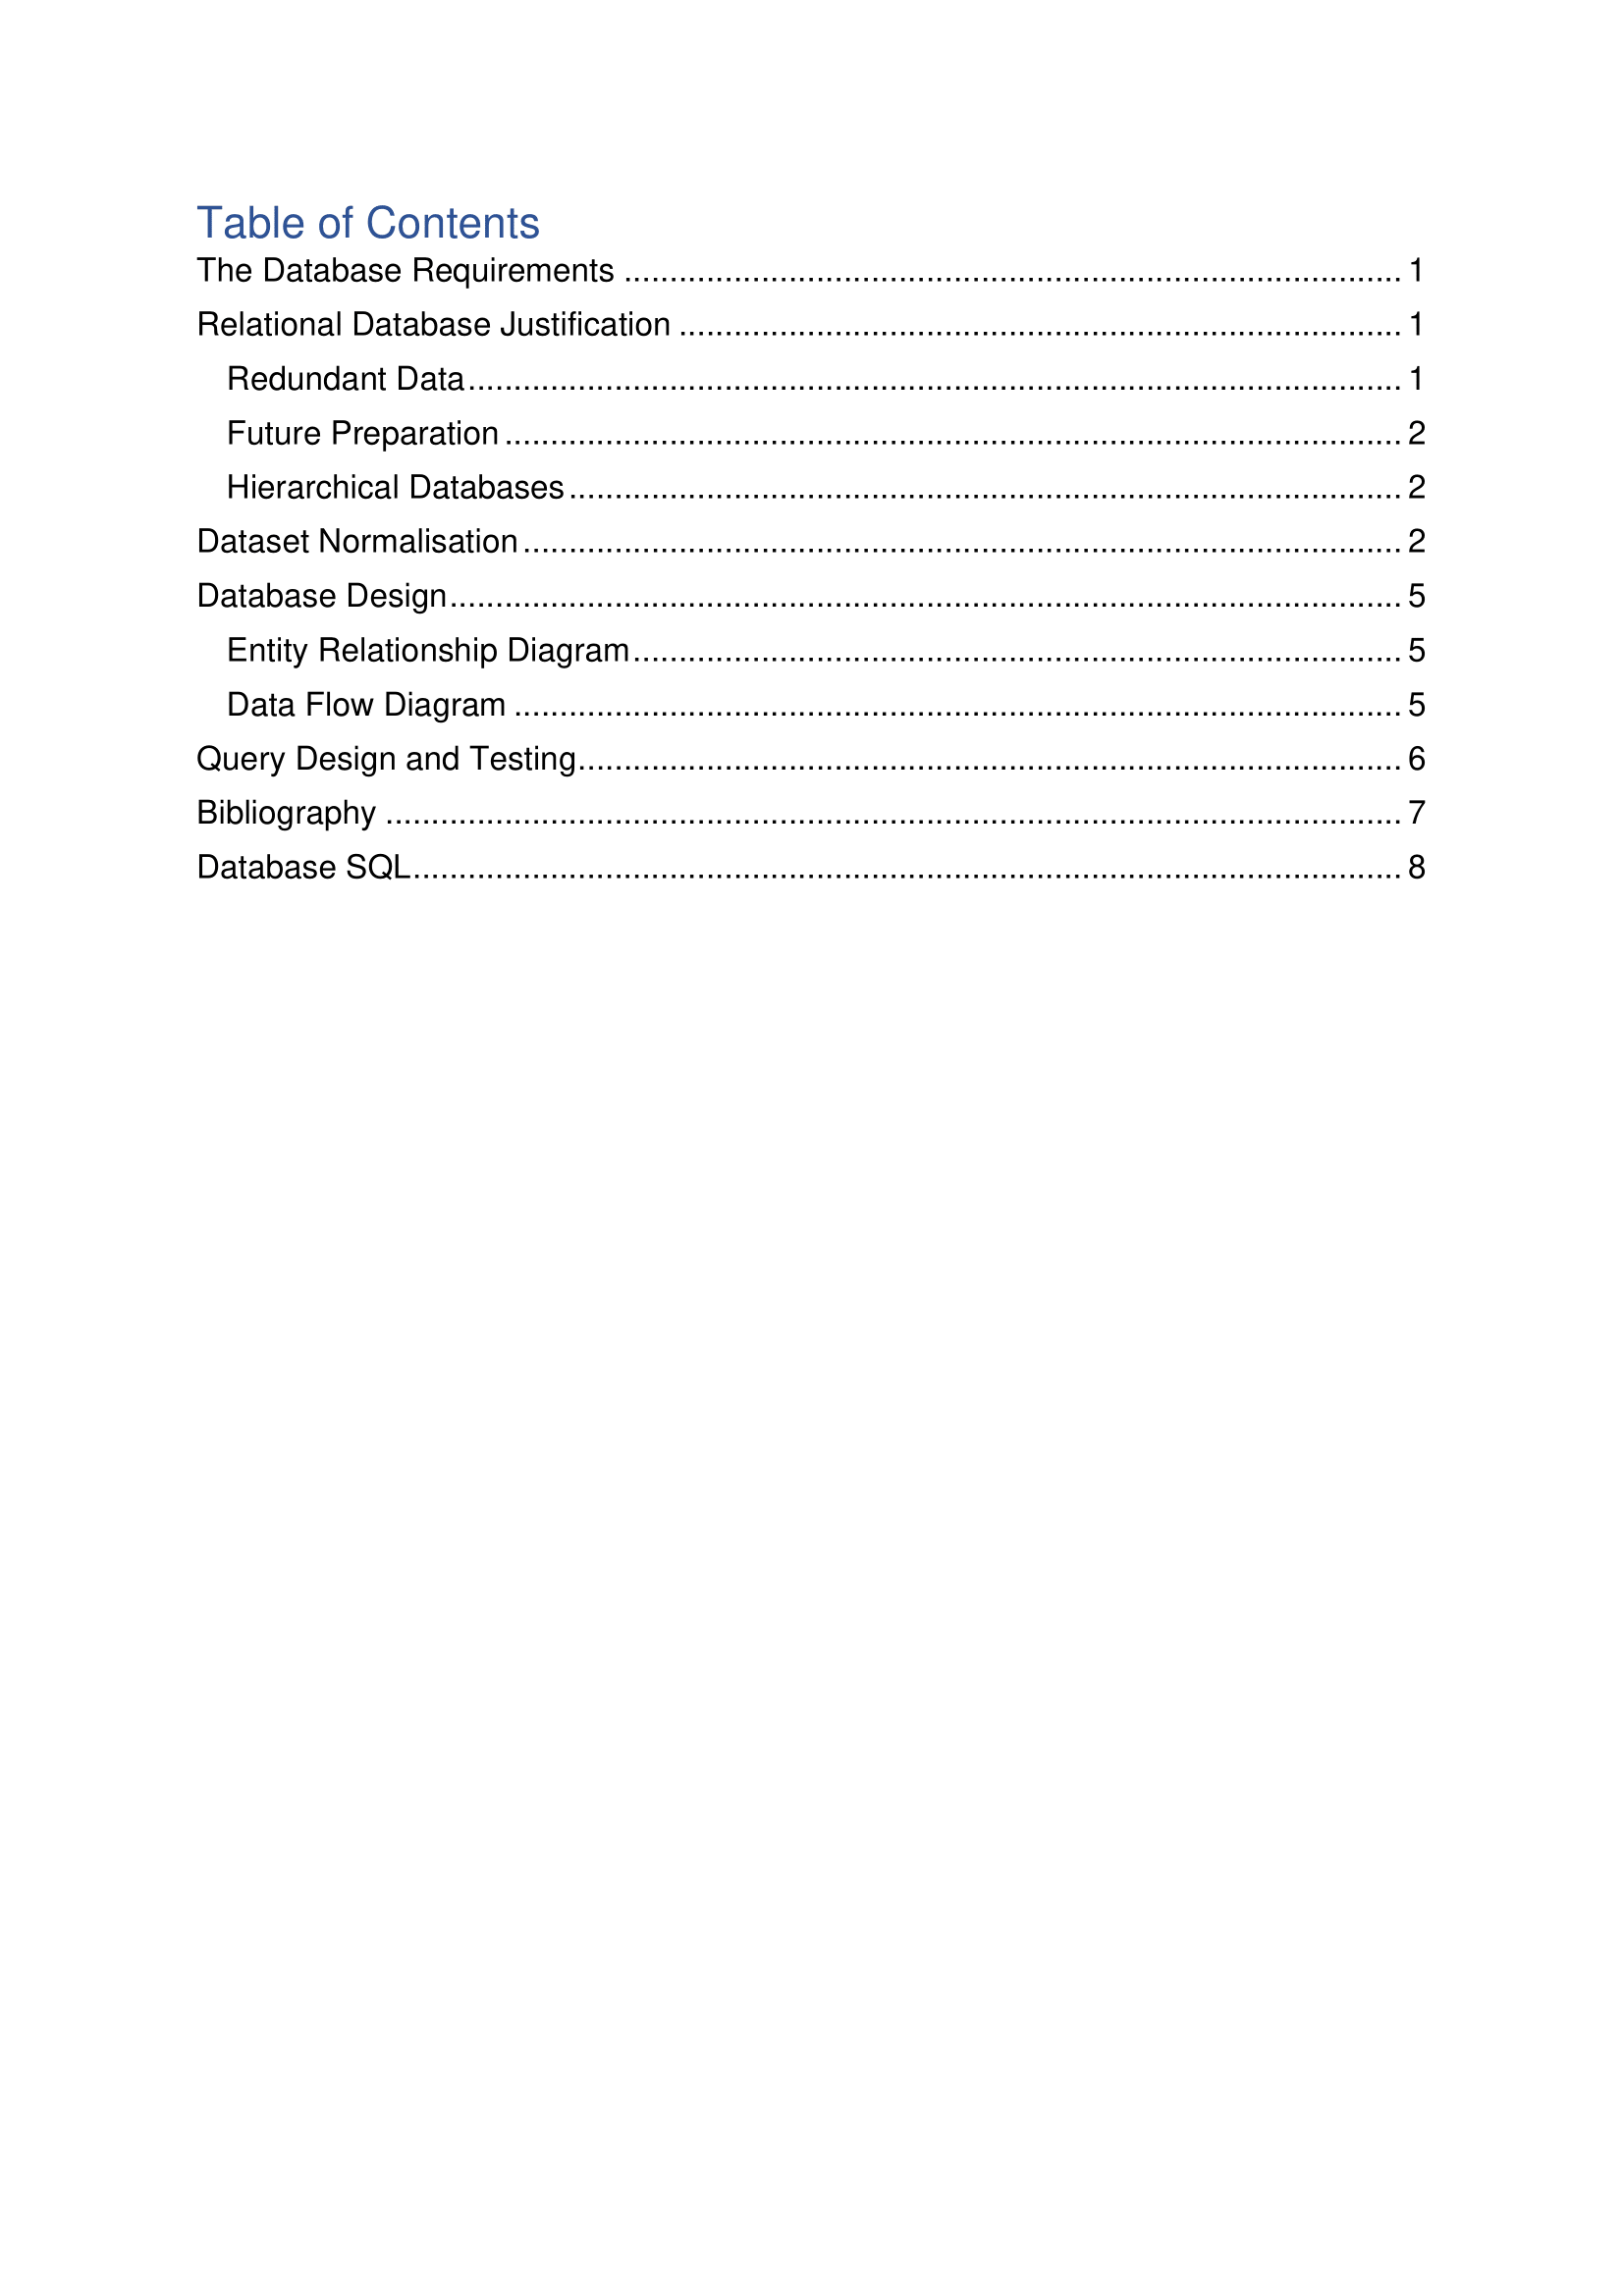 Table of Contents
The Database Requirements ..................................................................................... 1
Relational Database Justification ............................................................................... 1
Redundant Data...................................................................................................... 1
Future Preparation .................................................................................................. 2
Hierarchical Databases........................................................................................... 2
Dataset Normalisation ................................................................................................ 2
Database Design........................................................................................................ 5
Entity Relationship Diagram.................................................................................... 5
Data Flow Diagram ................................................................................................. 5
Query Design and Testing.......................................................................................... 6
Bibliography ............................................................................................................... 7
Database SQL............................................................................................................ 8